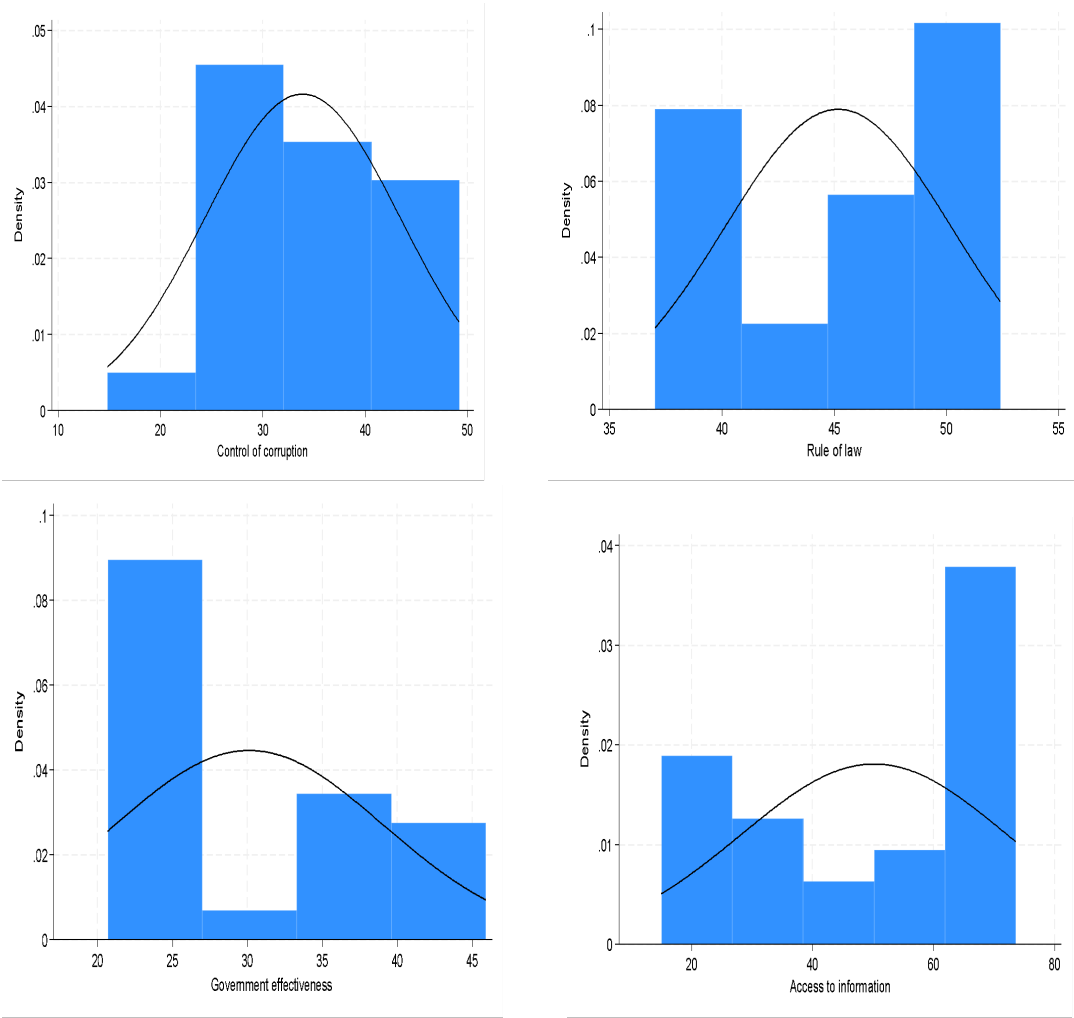 .05
.04
.03
.02
.01
0
Density
10 20 30 40 50
Control of corruption
.1
.08
.06
.04
.02
0
Density
35 40 45 50 55
Rule of law
.1
.08
.06
.04
.02
0
Density
20 25 30 35 40 45
Government effectiveness
.04
.03
.02
.01
0
Density
20 40 60 80
Access to information